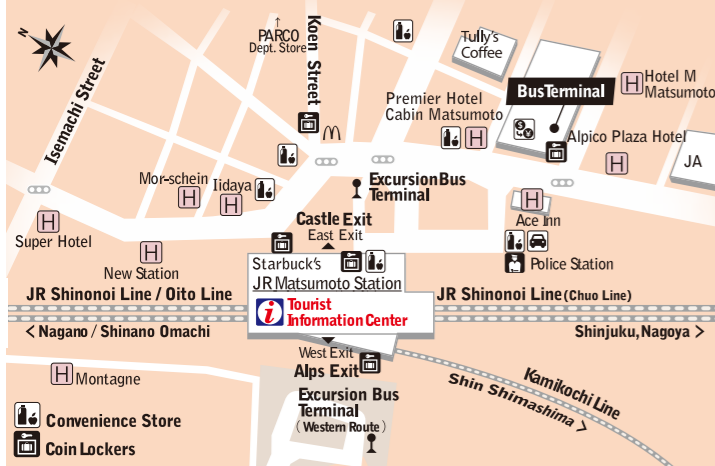 N
↑
PARCO
Dept. Store
Koen Street
Isemachi Street
Tully's
Coffee
BusTerminal
Hotel M
Matsumoto
H
Premier Hotel
Cabin Matsumoto
H
Alpico Plaza Hotel
H
JA
Mor-schein
H
Iidaya
H
Excursion Bus
Terminal
Castle Exit
East Exit
H
Ace Inn
Police Station
H
Super Hotel
H
New Station
Starbuck's
JR Matsumoto Station
i
Tourist
Information Center
JR Shinonoi Line / Oito Line
< Nagano / Shinano Omachi
JR Shinonoi Line (Chuo Line)
Shinjuku, Nagoya >
West Exit
Alps Exit
Kamikochi Line
Shin Shimashima >
H
Montagne
Excursion Bus
Terminal
(Western Route)
Convenience Store
Coin Lockers